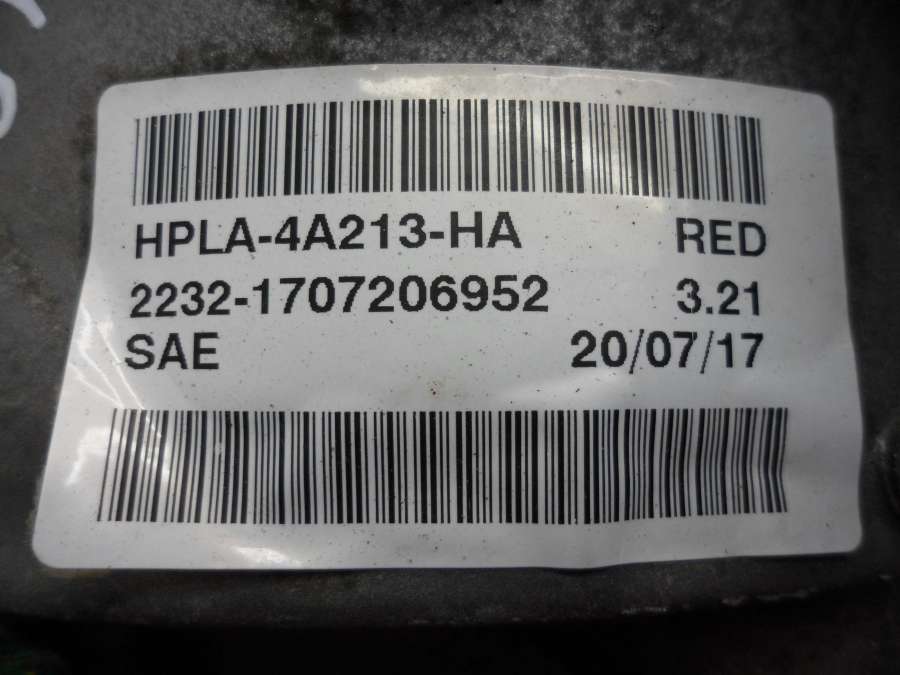 HPLA-4A213-HA RED
2232-1707206952 3.21
SAE 20/07/17